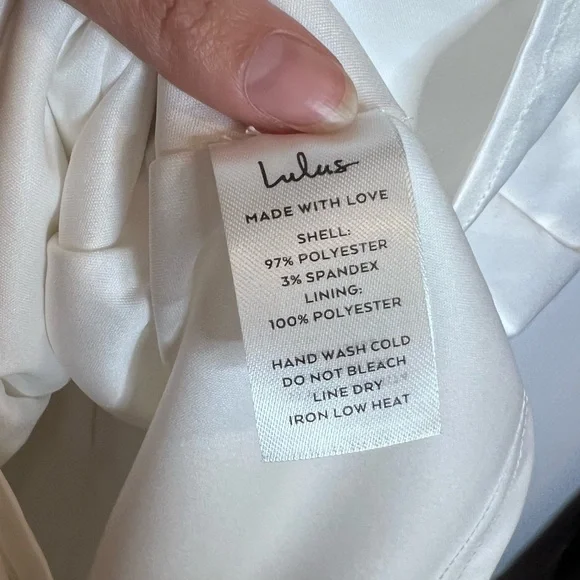 Lulus
MADE WITH LOVE
SHELL:
97% POLYESTER
3% SPANDEX
LINING:
100% POLYESTER
HAND WASH COLD
DO NOT BLEACH
LINE DRY
IRON LOW HEAT